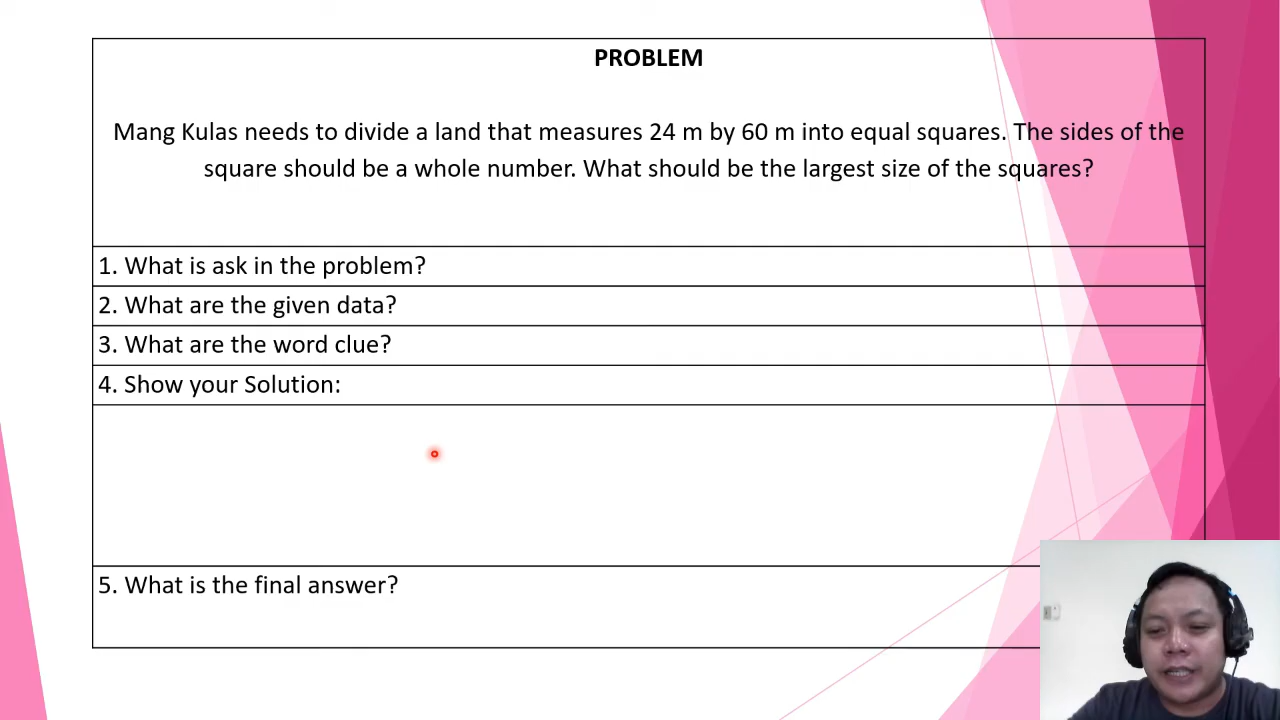 PROBLEM
Mang Kulas needs to divide a land that measures 24 m by 60 m into equal squares. The sides of the
square should be a whole number. What should be the largest size of the squares?
1. What is ask in the problem?
2. What are the given data?
3. What are the word clue?
4. Show your Solution:
5. What is the final answer?